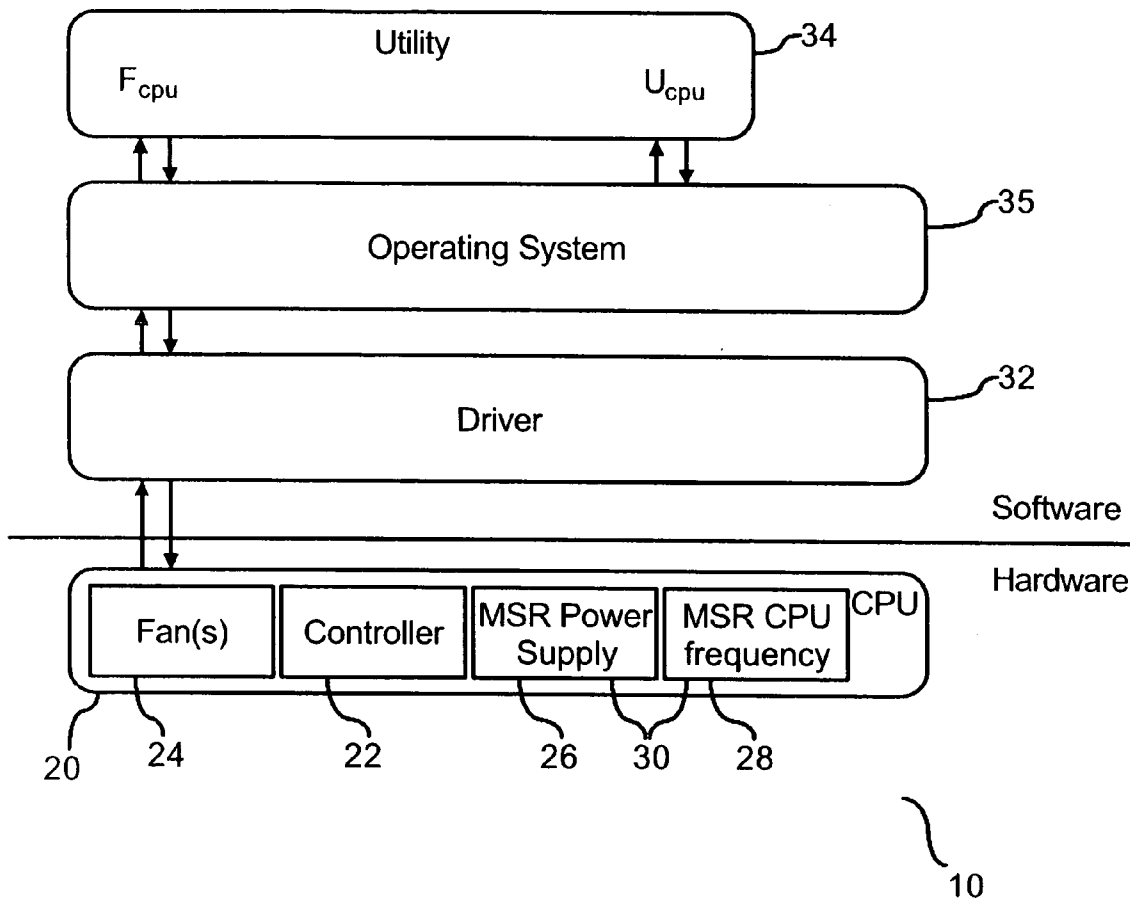 Utility
34
F_cpu
U_cpu
35
Operating System
32
Driver
Software
Hardware
CPU
Fan(s)
Controller
MSR Power
Supply
MSR CPU
frequency
20
24
22
26
30
28
10